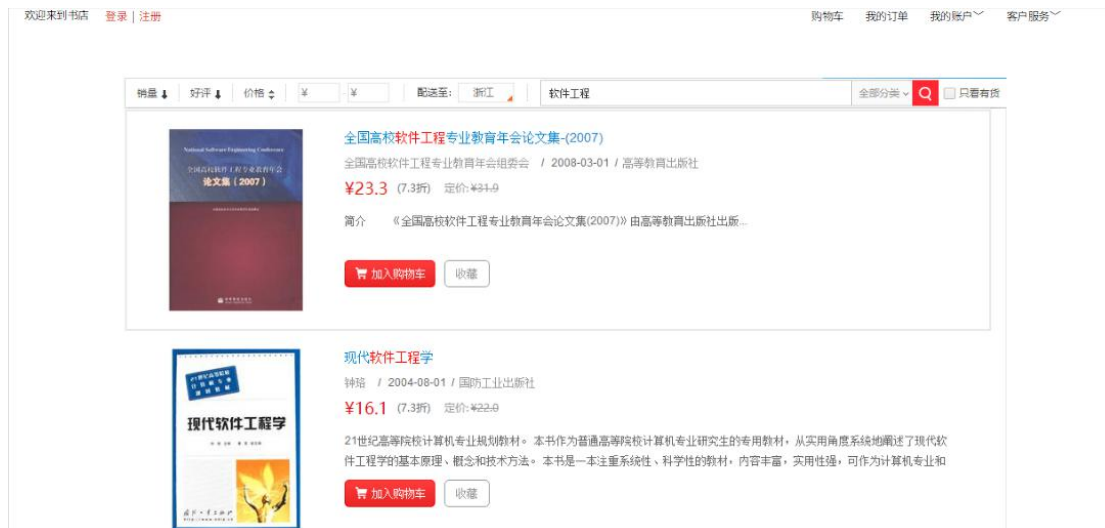 欢迎来到书店 登录 | 注册 购物车 我的订单 我的账户 客户服务
销量 好评 价格 ¥ - ¥ 配送至: 浙江 软件工程 全部分类 只看有货
全国高校软件工程专业教育年会
论文集(2007)
全国高校软件工程专业教育年会论文集-(2007)
全国高校软件工程专业教育年会组委会 / 2008-03-01 / 高等教育出版社
¥23.3 (7.3折) 定价:¥31.9
简介 《全国高校软件工程专业教育年会论文集(2007)》由高等教育出版社出版...
加入购物车 收藏
现代软件工程学
现代软件工程学
钟珞 / 2004-08-01 / 国防工业出版社
¥16.1 (7.3折) 定价:¥22.0
21世纪高等院校计算机专业规划教材。 本书作为普通高等院校计算机专业研究生的专用教材，从实用角度系统地阐述了现代软
件工程学的基本原理、概念和技术方法。 本书是一本注重系统性、科学性的教材，内容丰富，实用性强，可作为计算机专业和
加入购物车 收藏